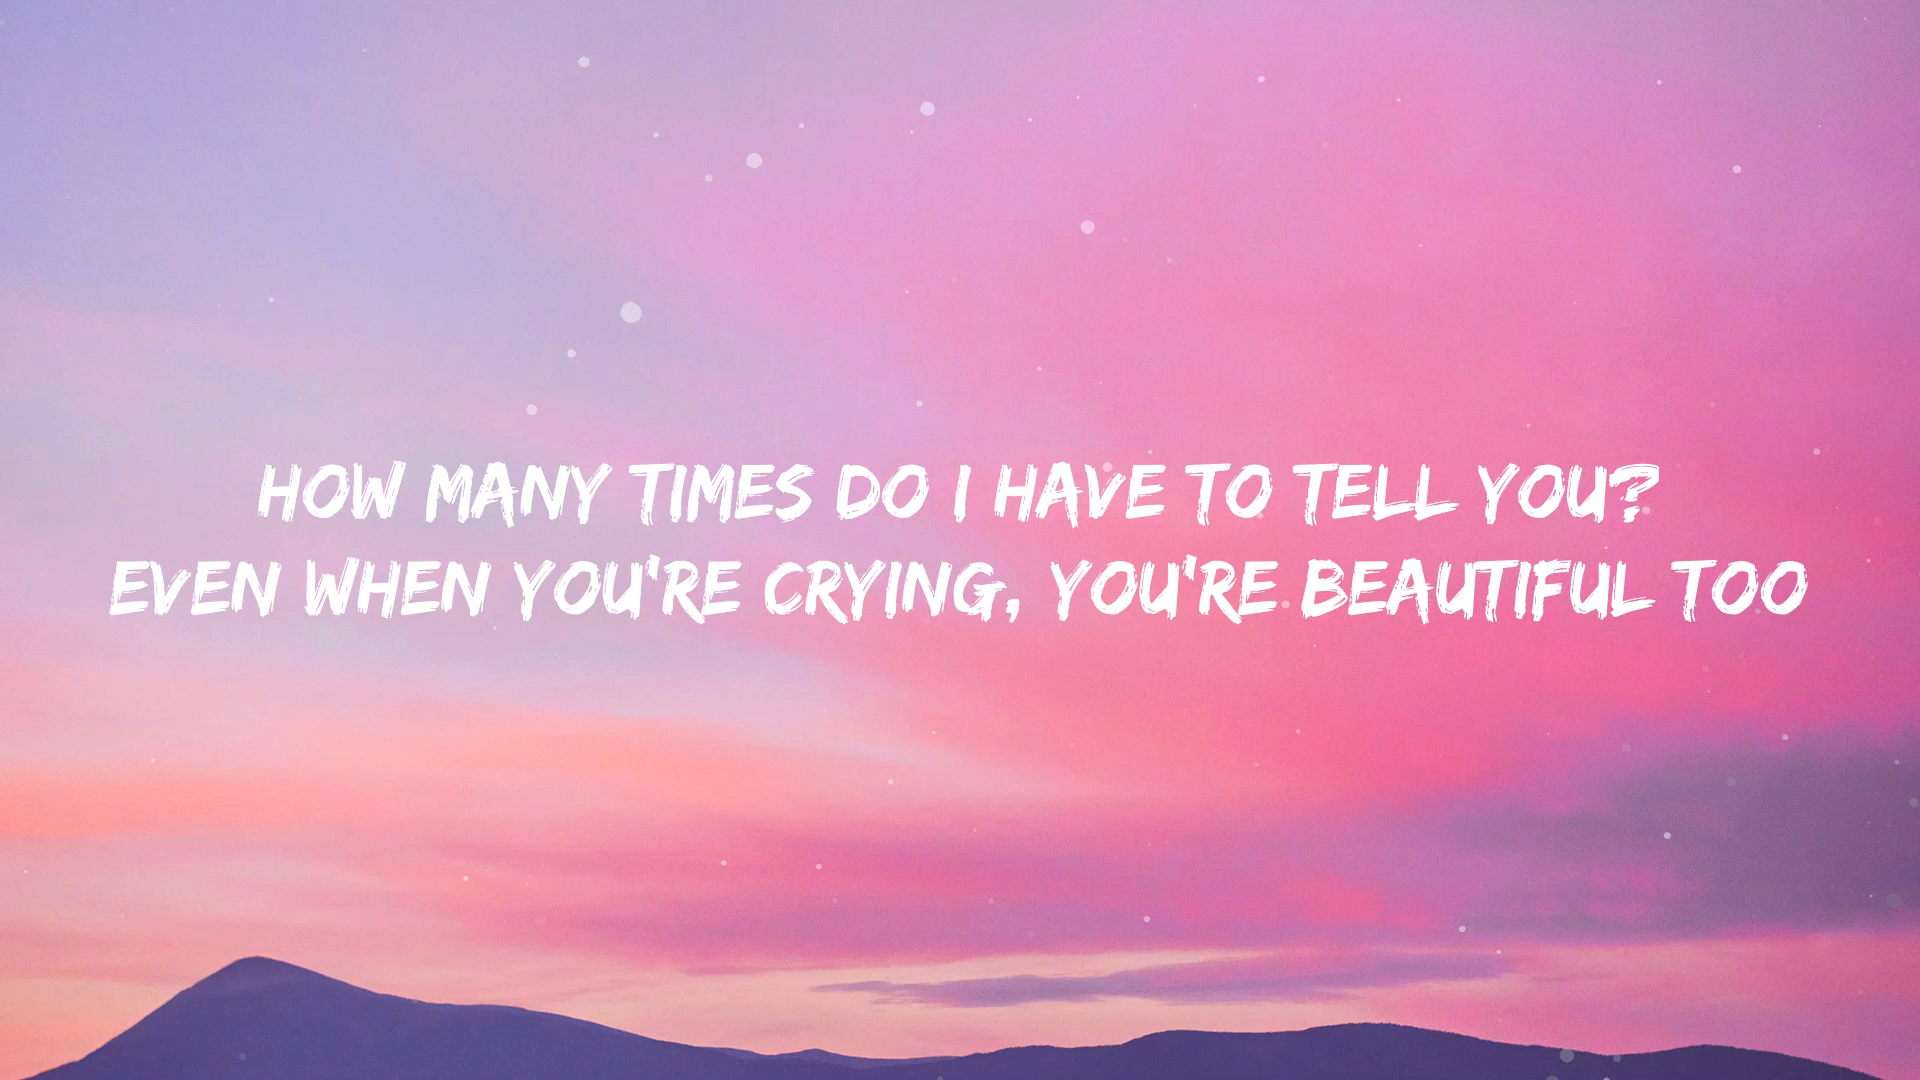 HOW MANY TIMES DO I HAVE TO TELL YOU?
EVEN WHEN YOU'RE CRYING, YOU'RE BEAUTIFUL TOO